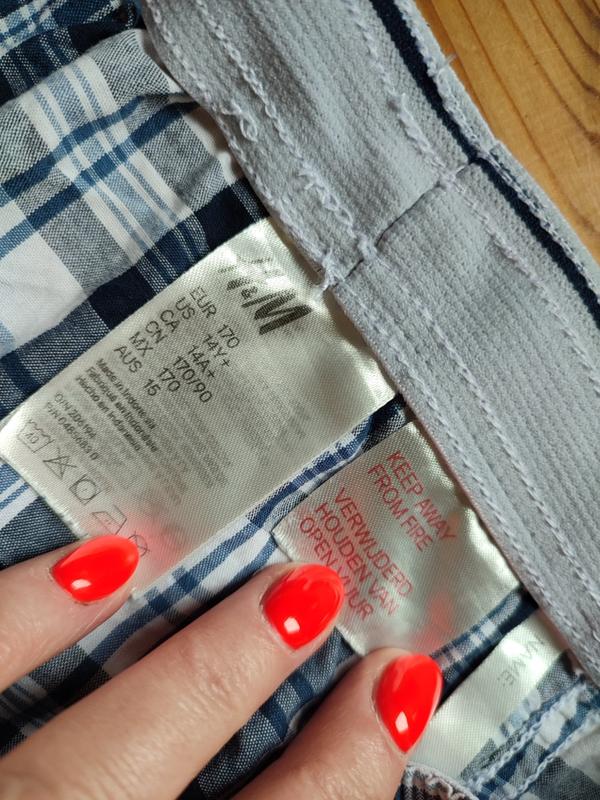 H&M
EUR 170
US 14Y+
CA 14A+
CN 170/90
MX 170
AUS 15
KEEP AWAY
FROM FIRE
VERWIJDERD
HOUDEN VAN
OPEN VUUR
NAME: